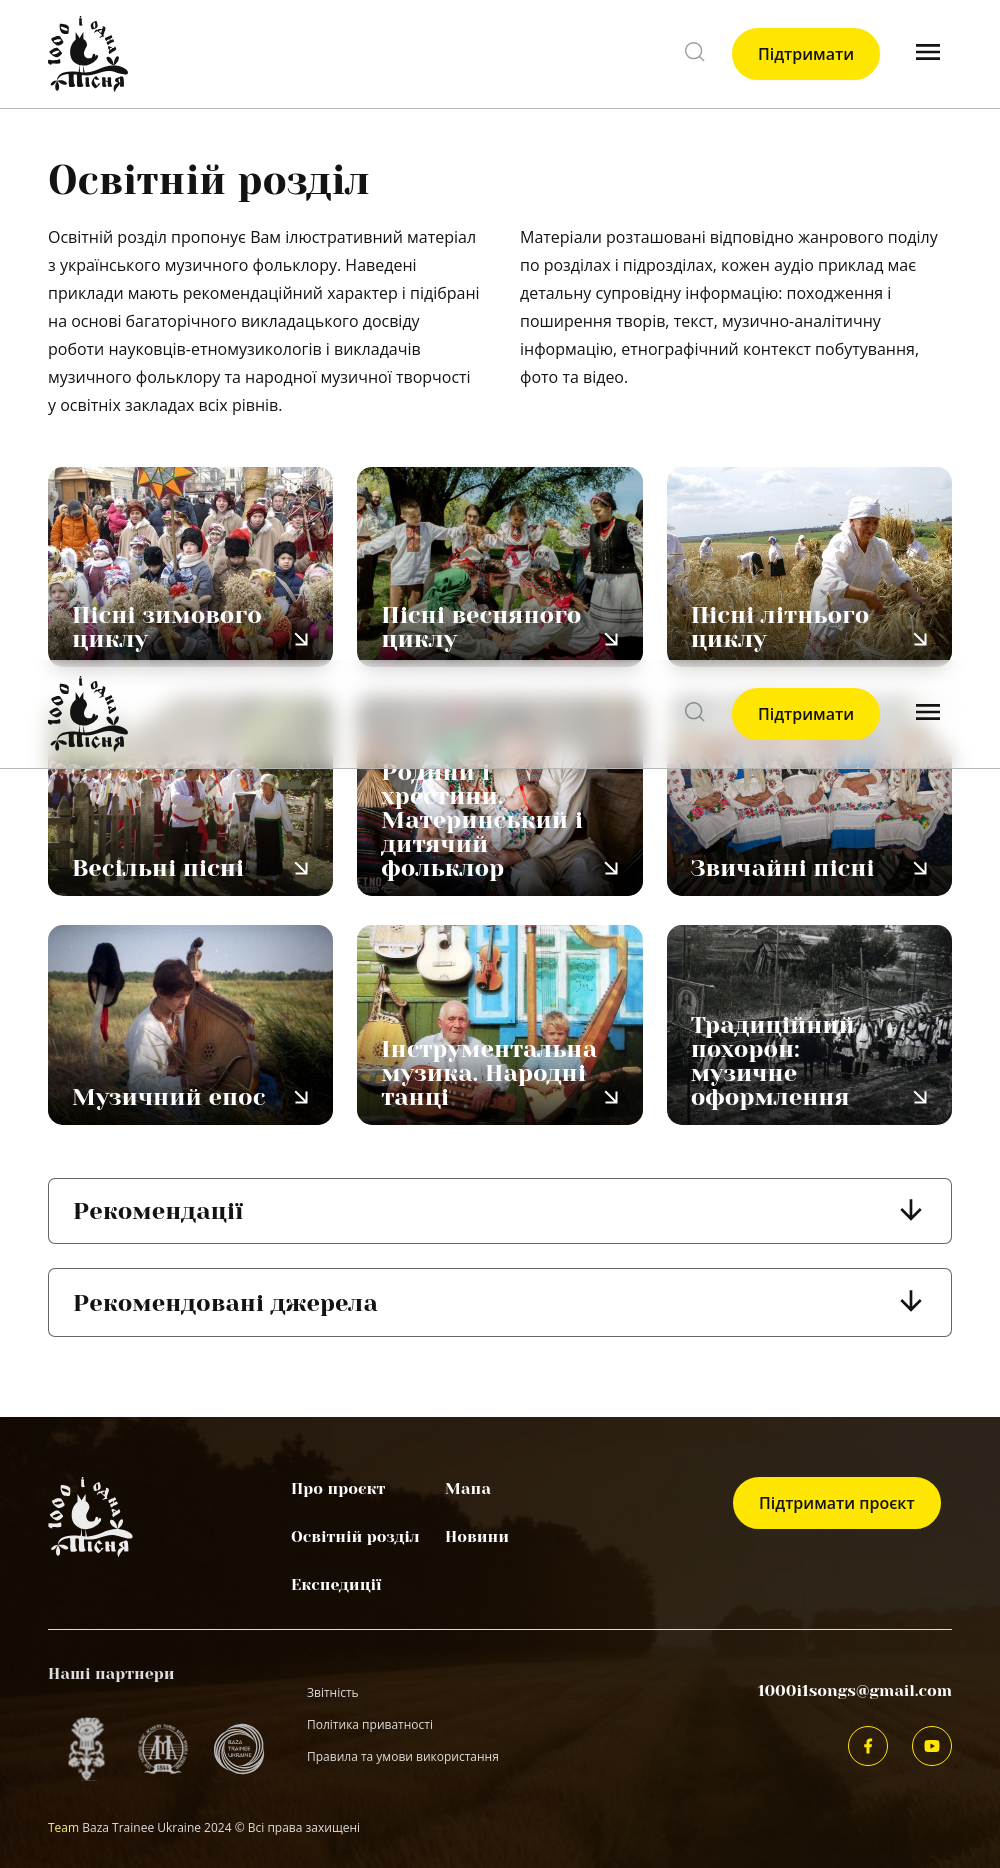 1000 і одна
Пісня
Підтримати
Освітній розділ
Освітній розділ пропонує Вам ілюстративний матеріал
з українського музичного фольклору. Наведені
приклади мають рекомендаційний характер і підібрані
на основі багаторічного викладацького досвіду
роботи науковців-етномузикологів і викладачів
музичного фольклору та народної музичної творчості
у освітніх закладах всіх рівнів.
Матеріали розташовані відповідно жанрового поділу
по розділах і підрозділах, кожен аудіо приклад має
детальну супровідну інформацію: походження і
поширення творів, текст, музично-аналітичну
інформацію, етнографічний контекст побутування,
фото та відео.
Пісні зимового
циклу
Пісні весняного
циклу
Пісні літнього
циклу
Пісня
Підтримати
Весільні пісні
Родини і
хрестини.
Материнський і
дитячий
фольклор
Звичайні пісні
Музичний епос
Інструментальна
музика. Народні
танці
Традиційний
похорон:
музичне
оформлення
Рекомендації
Рекомендовані джерела
Пісня
Про проєкт
Освітній розділ
Експедиції
Мапа
Новини
Підтримати проєкт
Наші партнери
BAZA
TRAINEE
UKRAINE
Звітність
Політика приватності
Правила та умови використання
1000i1songs@gmail.com
Team Baza Trainee Ukraine 2024 © Всі права захищені